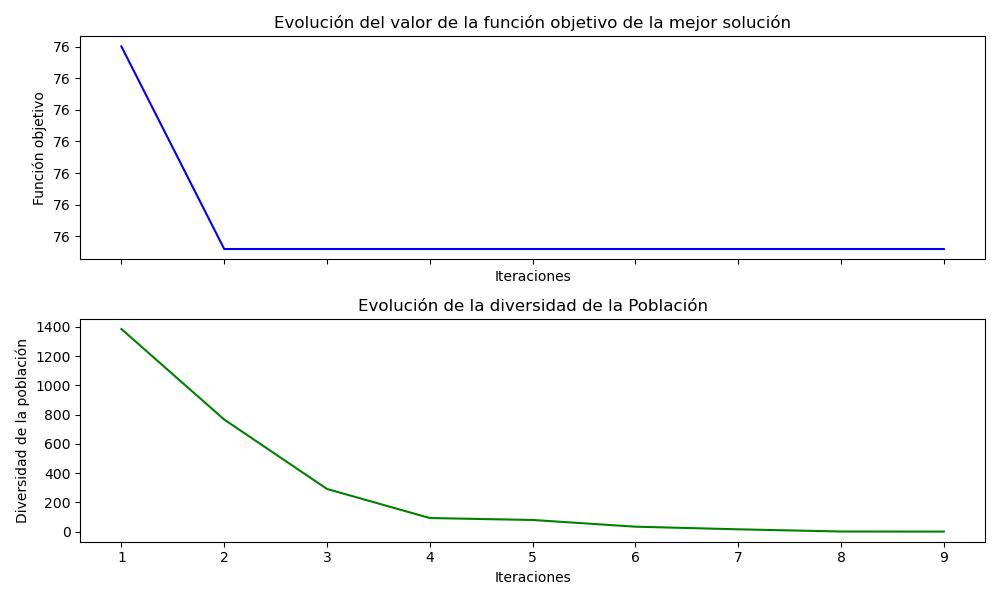 Evolución del valor de la función objetivo de la mejor solución
76
76
76
76
76
76
76
Función objetivo
Iteraciones
Evolución de la diversidad de la Población
1400
1200
1000
800
600
400
200
0
Diversidad de la población
1 2 3 4 5 6 7 8 9
Iteraciones